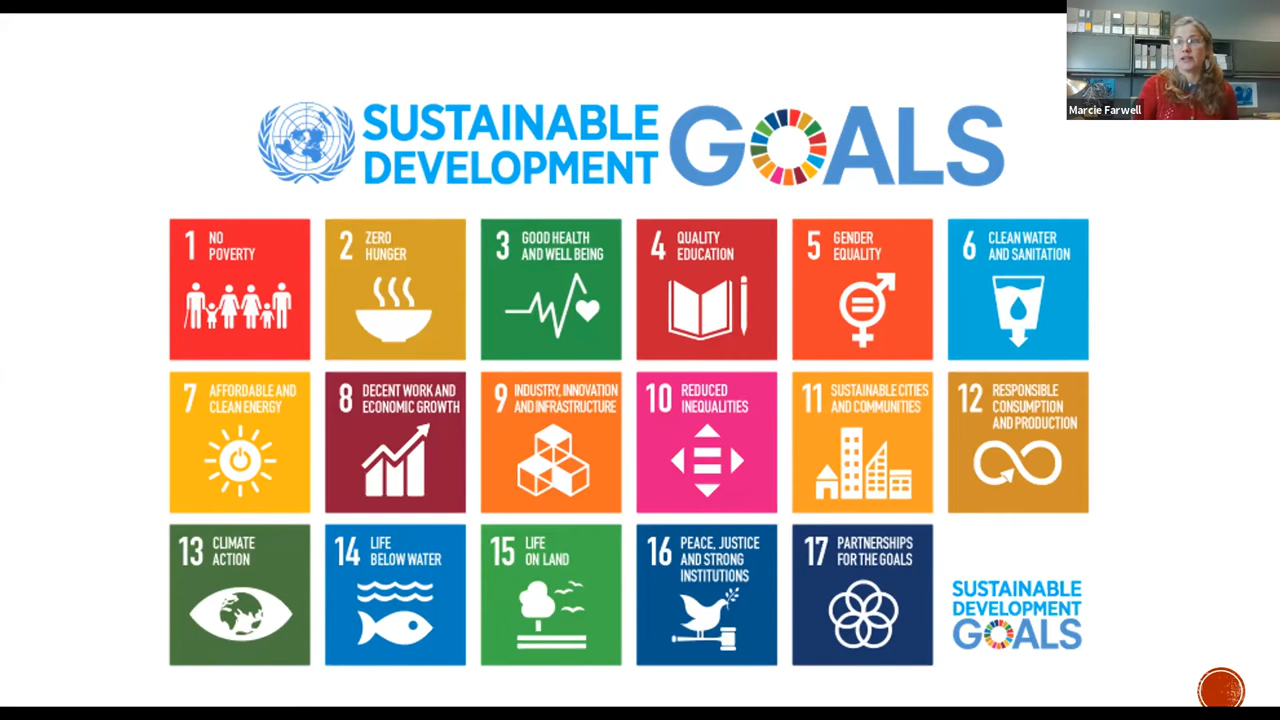 Marcie Farwell
SUSTAINABLE
DEVELOPMENT
GOALS
1 NO
POVERTY
2 ZERO
HUNGER
3 GOOD HEALTH
AND WELL BEING
4 QUALITY
EDUCATION
5 GENDER
EQUALITY
6 CLEAN WATER
AND SANITATION
7 AFFORDABLE AND
CLEAN ENERGY
8 DECENT WORK AND
ECONOMIC GROWTH
9 INDUSTRY, INNOVATION
AND INFRASTRUCTURE
10 REDUCED
INEQUALITIES
11 SUSTAINABLE CITIES
AND COMMUNITIES
12 RESPONSIBLE
CONSUMPTION
AND PRODUCTION
13 CLIMATE
ACTION
14 LIFE
BELOW WATER
15 LIFE
ON LAND
16 PEACE, JUSTICE
AND STRONG
INSTITUTIONS
17 PARTNERSHIPS
FOR THE GOALS
SUSTAINABLE
DEVELOPMENT
GOALS